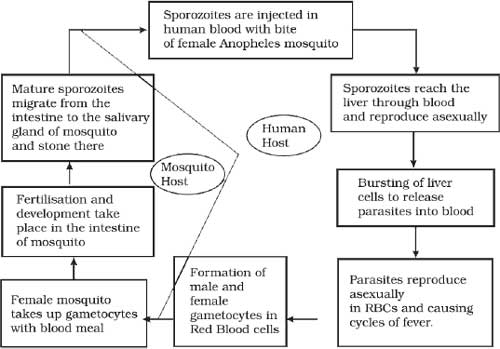 Sporozoites are injected in
human blood with bite
of female Anopheles mosquito
Sporozoites reach the
liver through blood
and reproduce asexually
Bursting of liver
cells to release
parasites into blood
Parasites reproduce
asexually
in RBCs and causing
cycles of fever.
Formation of
male and
female
gametocytes in
Red Blood cells
Female mosquito
takes up gametocytes
with blood meal
Fertilisation and
development take
place in the intestine
of mosquito
Mature sporozoites
migrate from the
intestine to the salivary
gland of mosquito
and stone there
Human
Host
Mosquito
Host